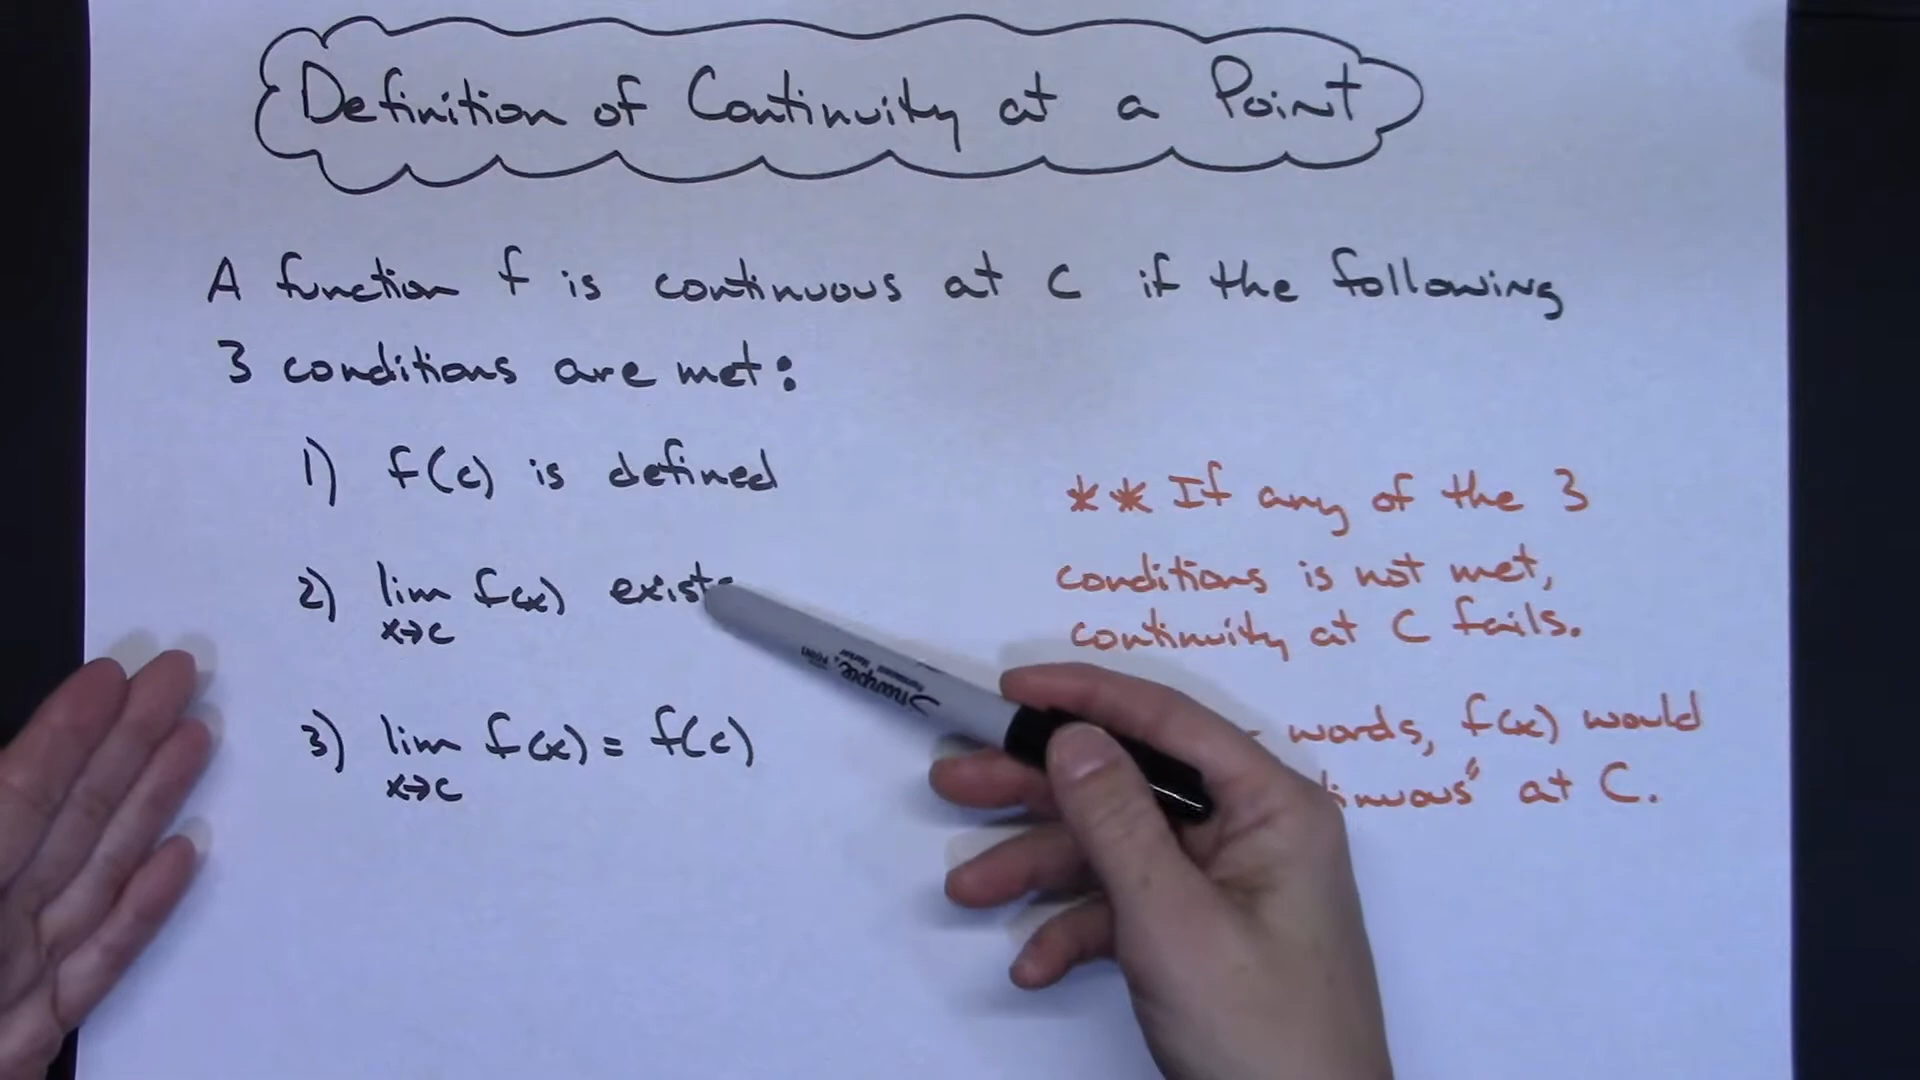 Definition of Continuity at a Point
A function f is continuous at c if the following
3 conditions are met:
1) f(c) is defined
2) lim f(x) exists
x→c
3) lim f(x) = f(c)
x→c
** If any of the 3
conditions is not met,
continuity at C fails.
words, f(x) would
tinuous" at C.
Sharpie